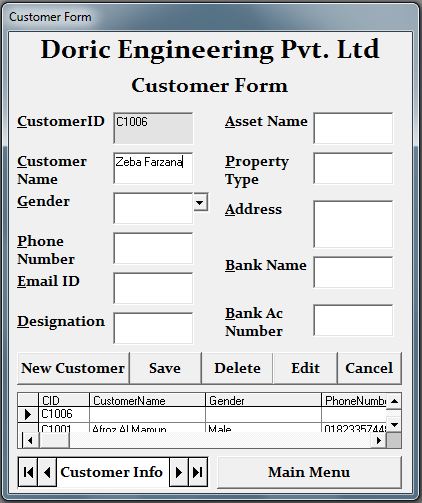 Customer Form
Doric Engineering Pvt. Ltd
Customer Form
CustomerID C1006
Customer Name Zeba Farzana
Gender
Phone Number
Email ID
Designation
Asset Name
Property Type
Address
Bank Name
Bank Ac Number
New Customer Save Delete Edit Cancel
CID CustomerName Gender PhoneNumbe
C1006
C1001 Afroz Al Mamun Male 01823357448
Customer Info Main Menu